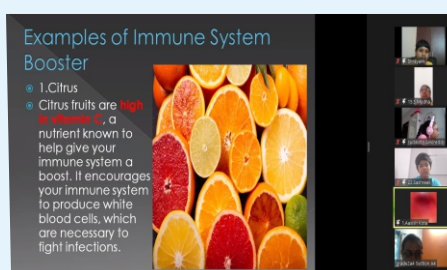 Examples of Immune System
Booster
1.Citrus
Citrus fruits are high
in vitamin C, a
nutrient known to
help give your
immune system a
boost. It encourages
your immune system
to produce white
blood cells, which
are necessary to
fight infections.